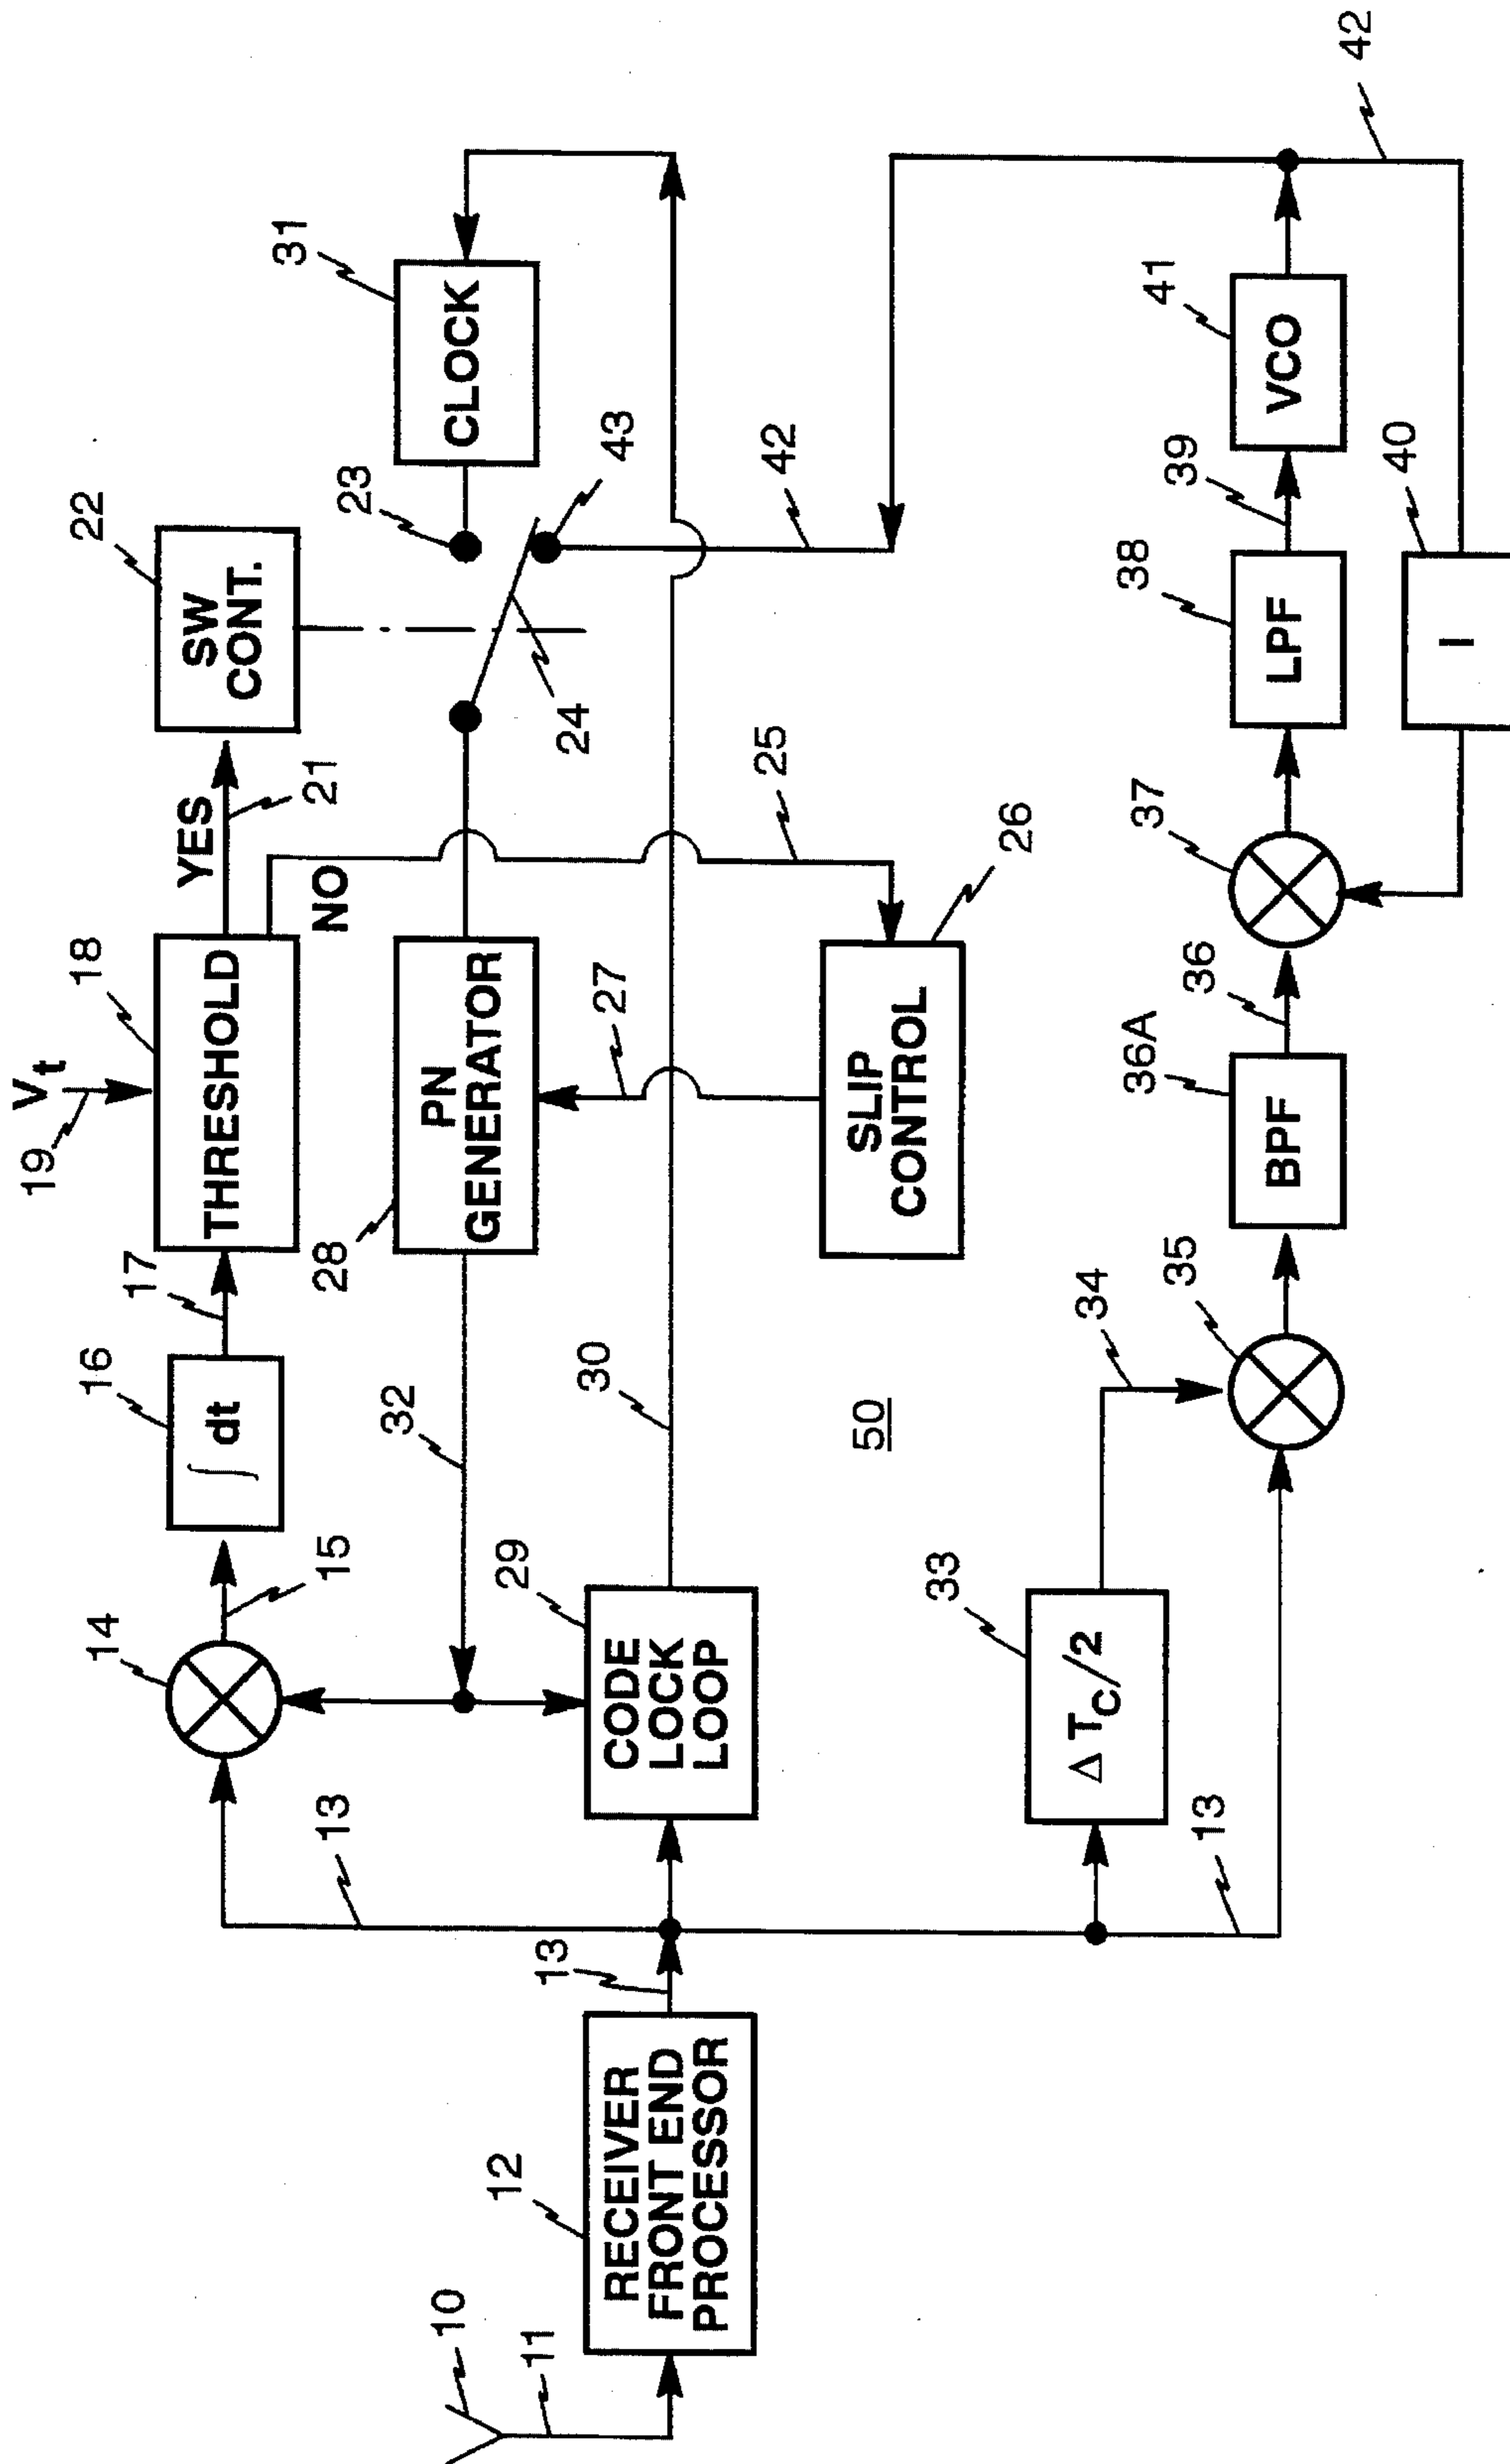 Vt
19
18
THRESHOLD
YES
21
NO
22
SW
CONT.
14
15
16
∫ dt
17
13
32
28
PN
GENERATOR
23
24
43
31
CLOCK
42
10
11
12
RECEIVER
FRONT END
PROCESSOR
13
29
CODE
LOCK
LOOP
30
27
25
26
SLIP
CONTROL
50
33
Δ TC/2
34
13
35
36A
BPF
36
37
38
LPF
39
41
VCO
40
I
42